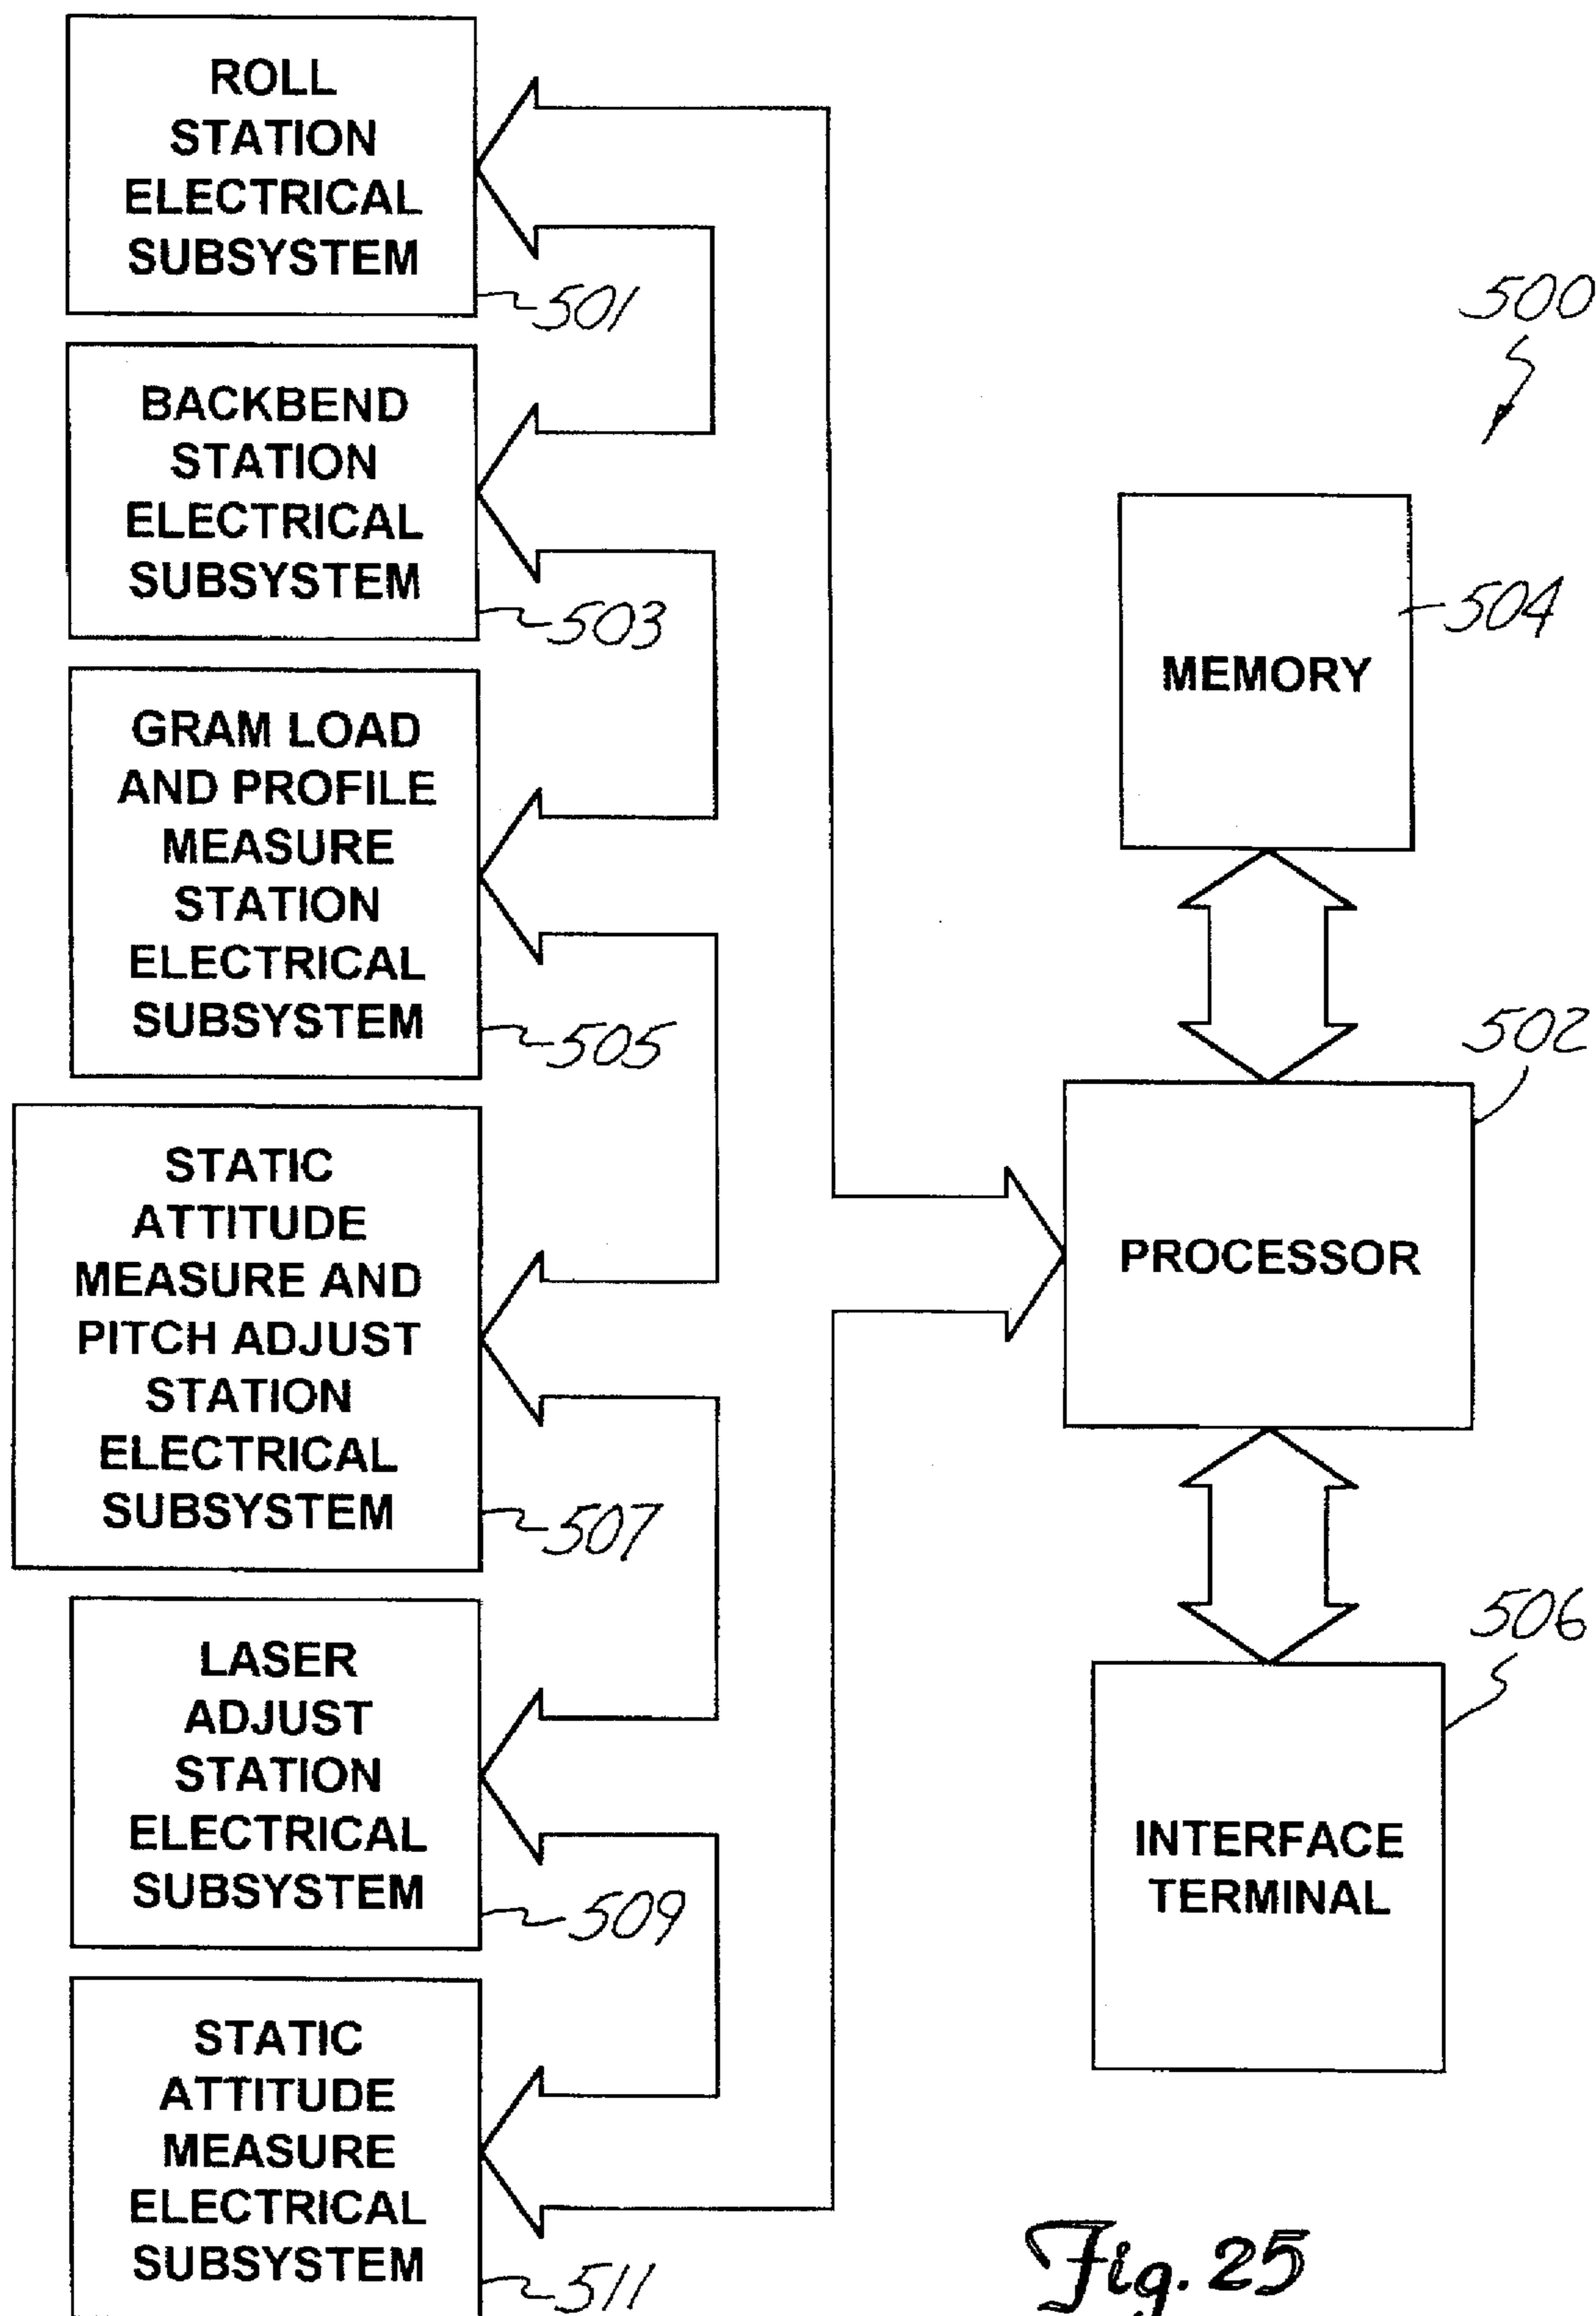 ROLL
STATION
ELECTRICAL
SUBSYSTEM
501
BACKBEND
STATION
ELECTRICAL
SUBSYSTEM
503
GRAM LOAD
AND PROFILE
MEASURE
STATION
ELECTRICAL
SUBSYSTEM
505
STATIC
ATTITUDE
MEASURE AND
PITCH ADJUST
STATION
ELECTRICAL
SUBSYSTEM
507
LASER
ADJUST
STATION
ELECTRICAL
SUBSYSTEM
509
STATIC
ATTITUDE
MEASURE
ELECTRICAL
SUBSYSTEM
511
500
504
MEMORY
502
PROCESSOR
506
INTERFACE
TERMINAL
Fig. 25